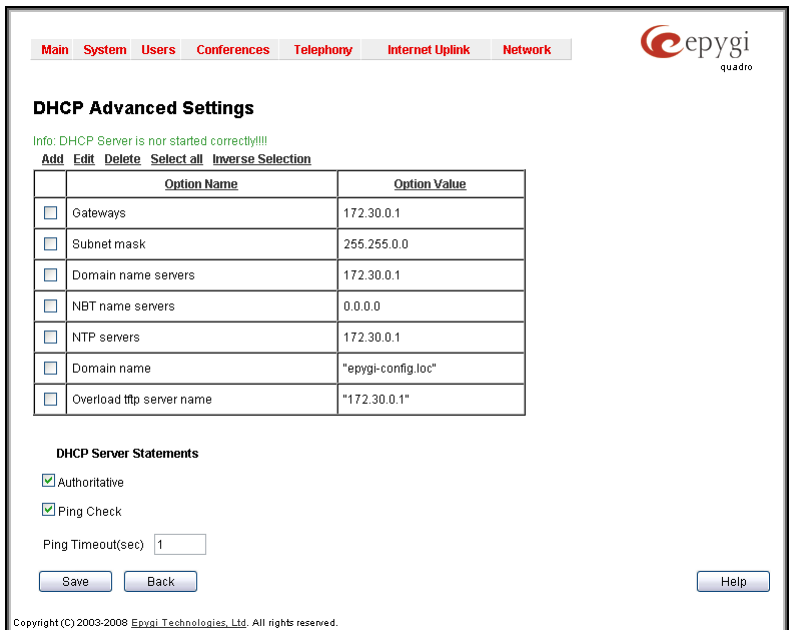 Main System Users Conferences Telephony Internet Uplink Network
epygi
quadro
DHCP Advanced Settings
Info: DHCP Server is nor started correctly!!!!
Add Edit Delete Select all Inverse Selection
Option Name Option Value
Gateways 172.30.0.1
Subnet mask 255.255.0.0
Domain name servers 172.30.0.1
NBT name servers 0.0.0.0
NTP servers 172.30.0.1
Domain name "epygi-config.loc"
Overload tftp server name "172.30.0.1"
DHCP Server Statements
Authoritative
Ping Check
Ping Timeout(sec) 1
Save Back Help
Copyright (C) 2003-2008 Epygi Technologies, Ltd. All rights reserved.